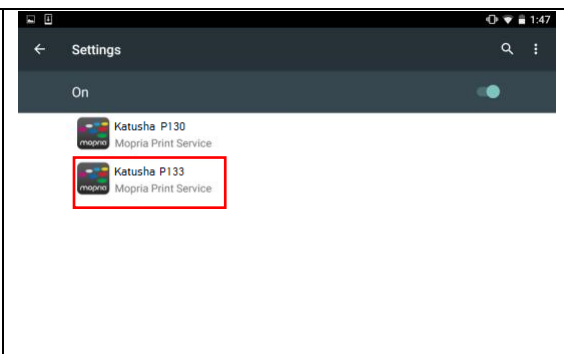 1:47
Settings
On
Katusha P130
mopria Mopria Print Service
Katusha P133
mopria Mopria Print Service